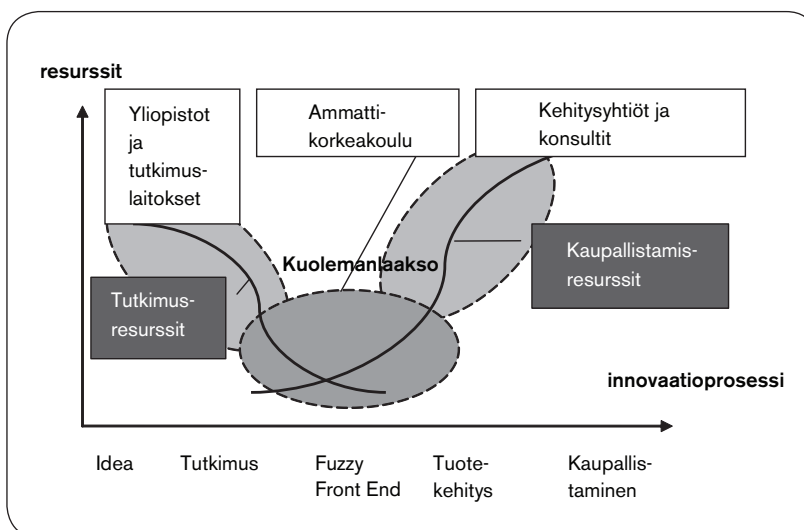 resurssit
Yliopistot
ja
tutkimus-
laitokset
Ammatti-
korkeakoulu
Kehitysyhtiöt ja
konsultit
Kuolemanlaakso
Tutkimus-
resurssit
Kaupallistamis-
resurssit
innovaatioprosessi
Idea
Tutkimus
Fuzzy
Front End
Tuote-
kehitys
Kaupallis-
taminen